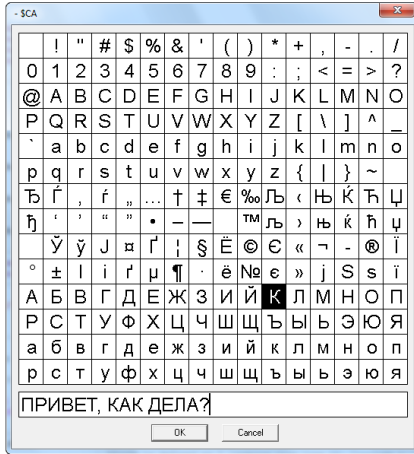 - $CA
! " # $ % & ' ( ) * + , - . /
0 1 2 3 4 5 6 7 8 9 : ; < = > ?
@ A B C D E F G H I J K L M N O
P Q R S T U V W X Y Z [ \ ] ^ _
` a b c d e f g h i j k l m n o
p q r s t u v w x y z { | } ~
Ђ Ѓ ‚ ѓ „ … † ‡ € ‰ Љ ‹ Њ Ќ Ћ Џ
ђ ‘ ’ “ ” • – — ™ љ › њ ќ ћ џ
Ў ў Ј ¤ Ґ ¦ § Ё © Є « ¬ - ® Ї
° ± І і ґ µ ¶ · ё № є » ј Ѕ ѕ ї
А Б В Г Д Е Ж З И Й К Л М Н О П
Р С Т У Ф Х Ц Ч Ш Щ Ъ Ы Ь Э Ю Я
а б в г д е ж з и й к л м н о п
р с т у ф х ц ч ш щ ъ ы ь э ю я
ПРИВЕТ, КАК ДЕЛА?
OK Cancel